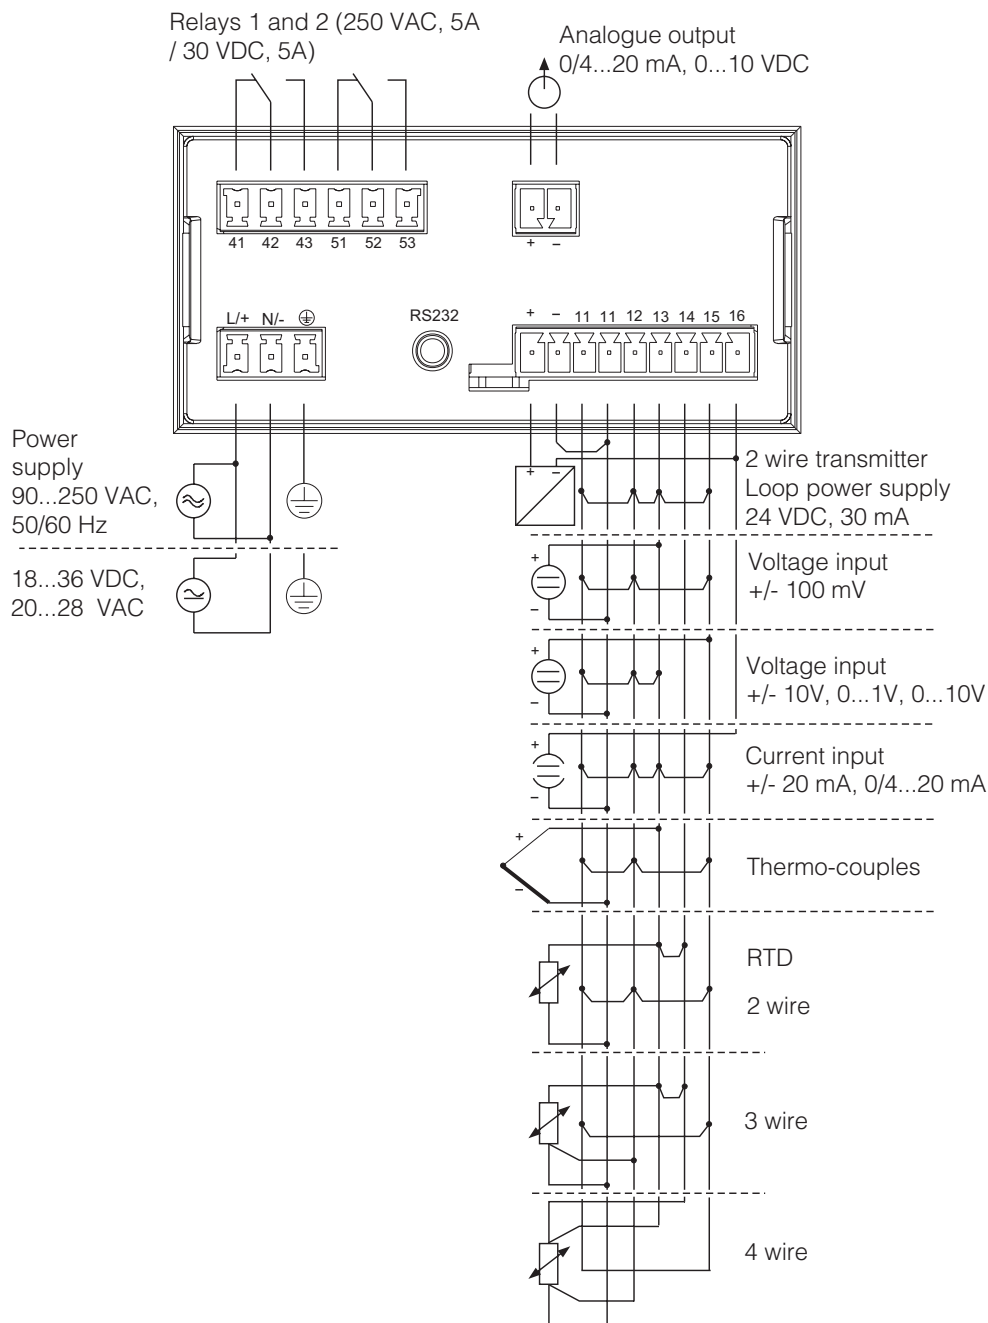 Relays 1 and 2 (250 VAC, 5A
/ 30 VDC, 5A)
Analogue output
0/4...20 mA, 0...10 VDC
41 42 43 51 52 53
+ –
L/+ N/-
RS232
+ – 11 11 12 13 14 15 16
Power
supply
90...250 VAC,
50/60 Hz
+ –
2 wire transmitter
Loop power supply
24 VDC, 30 mA
18...36 VDC,
20...28 VAC
+
–
Voltage input
+/- 100 mV
+
–
Voltage input
+/- 10V, 0...1V, 0...10V
+
–
Current input
+/- 20 mA, 0/4...20 mA
+
–
Thermo-couples
RTD
2 wire
3 wire
4 wire